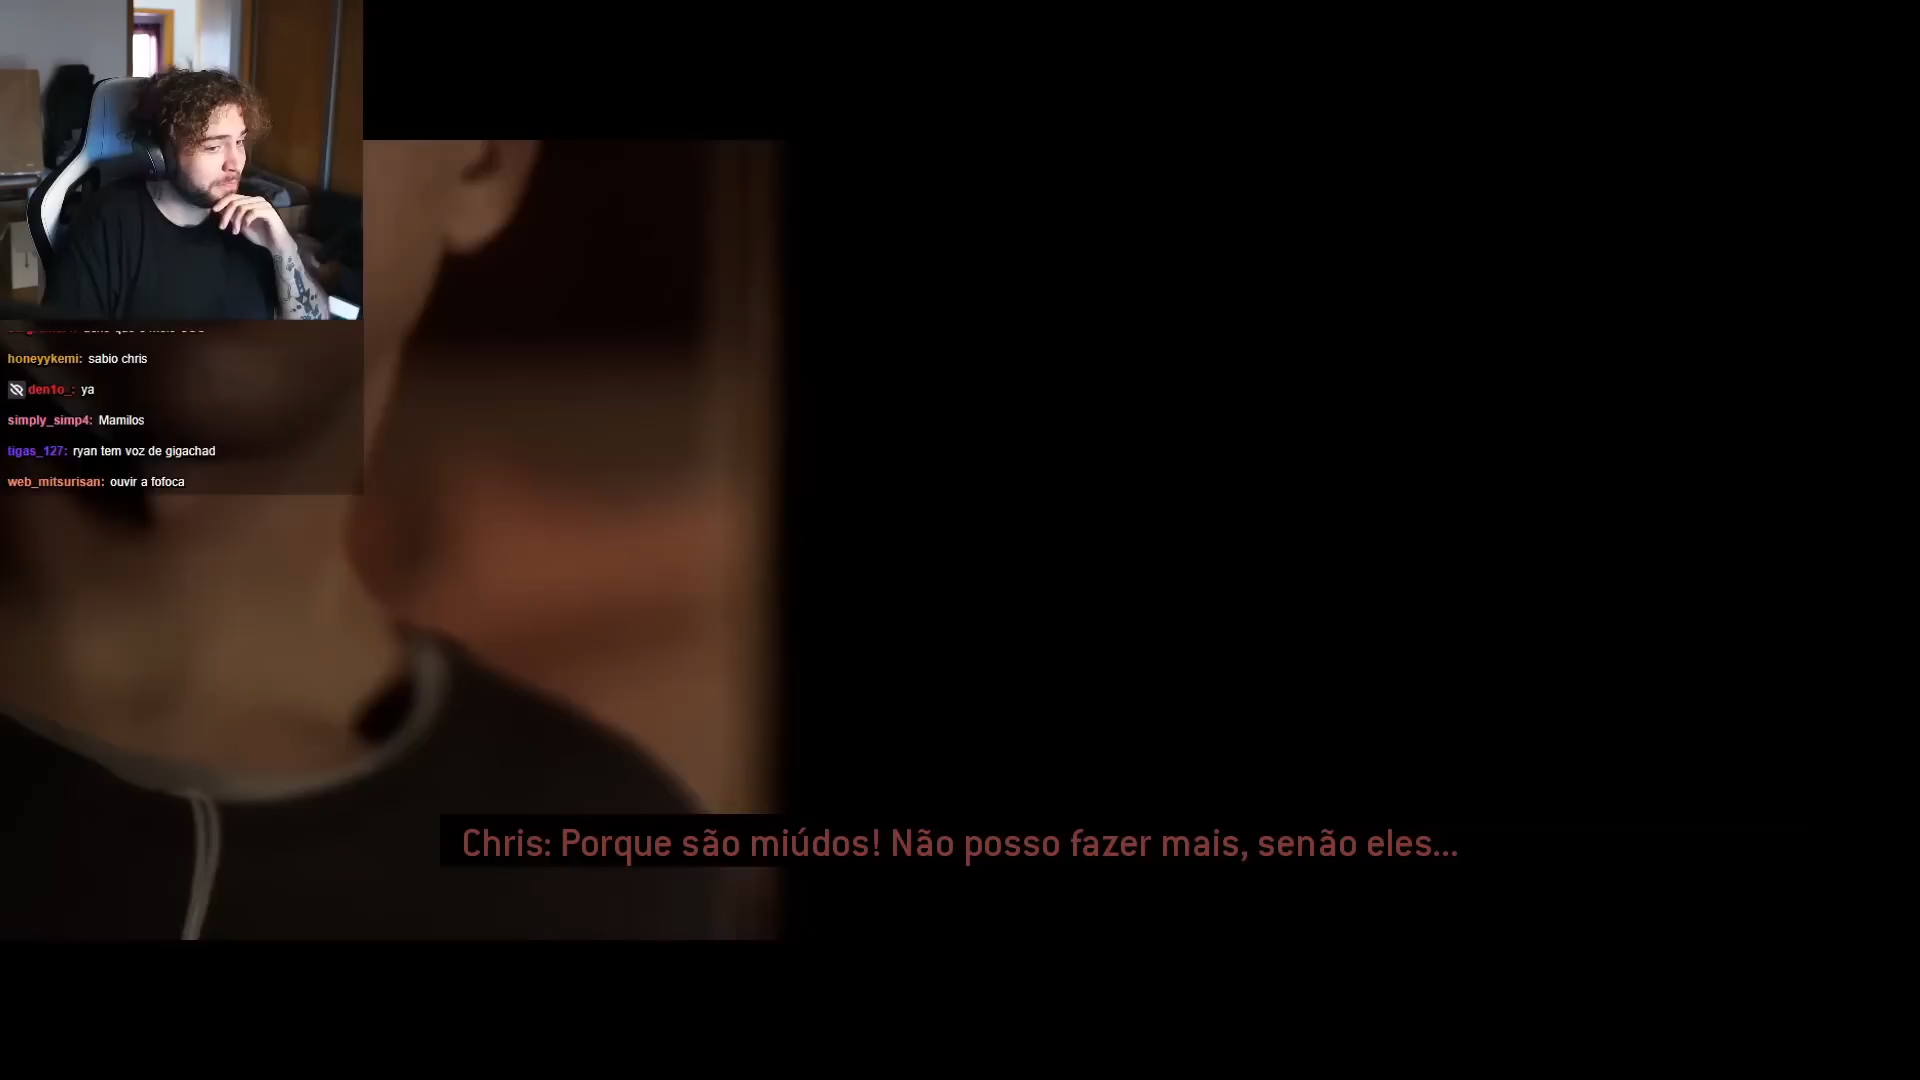 honeyykemi: sabio chris
den1o_: ya
simply_simp4: Mamilos
tigas_127: ryan tem voz de gigachad
web_mitsurisan: ouvir a fofoca
Chris: Porque são miúdos! Não posso fazer mais, senão eles...